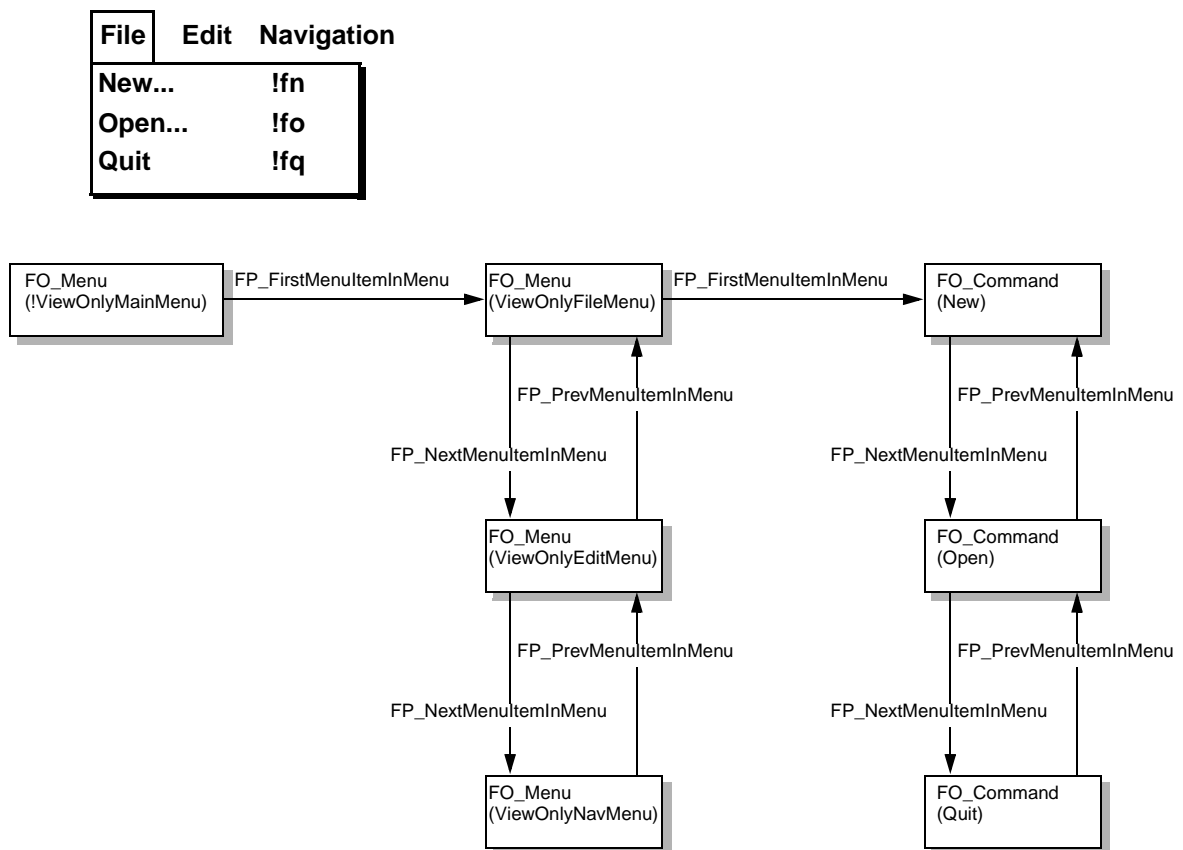 File Edit Navigation
New... !fn
Open... !fo
Quit !fq
FO_Menu
(!ViewOnlyMainMenu)
FP_FirstMenuItemInMenu
FO_Menu
(ViewOnlyFileMenu)
FP_FirstMenuItemInMenu
FO_Command
(New)
FP_PrevMenuItemInMenu
FP_PrevMenuItemInMenu
FP_NextMenuItemInMenu
FP_NextMenuItemInMenu
FO_Menu
(ViewOnlyEditMenu)
FO_Command
(Open)
FP_PrevMenuItemInMenu
FP_PrevMenuItemInMenu
FP_NextMenuItemInMenu
FP_NextMenuItemInMenu
FO_Menu
(ViewOnlyNavMenu)
FO_Command
(Quit)